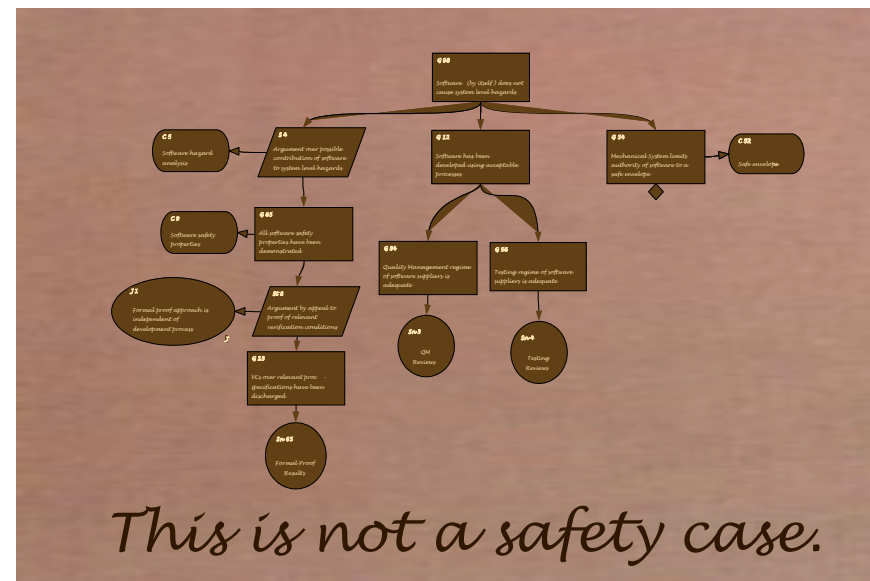 G 98
Software (by itself) does not
cause system level hazards
C 5
Software hazard
analysis
S 4
Argument over possible
contribution of software
to system level hazards
G 12
Software has been
developed using acceptable
processes
G 54
Mechanical System limits
authority of software to a
safe envelope
C 52
Safe envelope
C 9
Software safety
properties
G 65
All software safety
properties have been
demonstrated
G 34
Quality Management regime
of software suppliers is
adequate
G 56
Testing regime of software
suppliers is adequate
J 1
Formal proof approach is
independent of
development process
J
Argument by appeal to
proof of relevant
verification conditions
Sn 3
QM
Reviews
Sn 4
Testing
Reviews
G 23
VCs over relevant proc -
specifications have been
discharged
Sn 65
Formal Proof
Results
This is not a safety case.